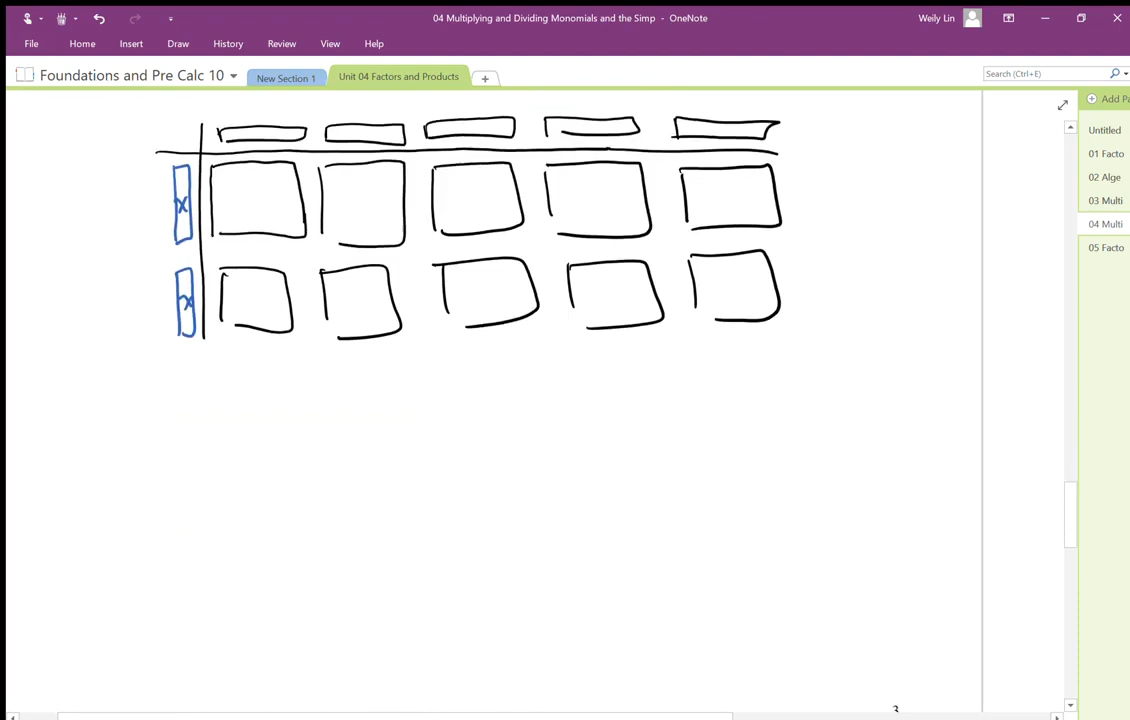 04 Multiplying and Dividing Monomials and the Simp - OneNote
Weily Lin
File Home Insert Draw History Review View Help
Foundations and Pre Calc 10
New Section 1
Unit 04 Factors and Products
+
Search (Ctrl+E)
Add Pa
Untitled
01 Facto
02 Alge
03 Multi
04 Multi
05 Facto
x
x
3